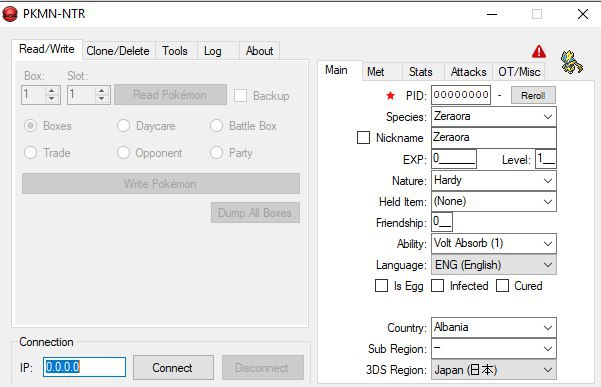 PKMN-NTR
Read/Write Clone/Delete Tools Log About
Box: Slot:
1 1 Read Pokémon Backup
Boxes Daycare Battle Box
Trade Opponent Party
Write Pokémon
Dump All Boxes
Connection
IP: 0.0.0.0 Connect Disconnect
Main Met Stats Attacks OT/Misc
PID: 00000000 - Reroll
Species: Zeraora
Nickname Zeraora
EXP: 0______ Level: 1__
Nature: Hardy
Held Item: (None)
Friendship: 0__
Ability: Volt Absorb (1)
Language: ENG (English)
Is Egg Infected Cured
Country: Albania
Sub Region: –
3DS Region: Japan (日本)